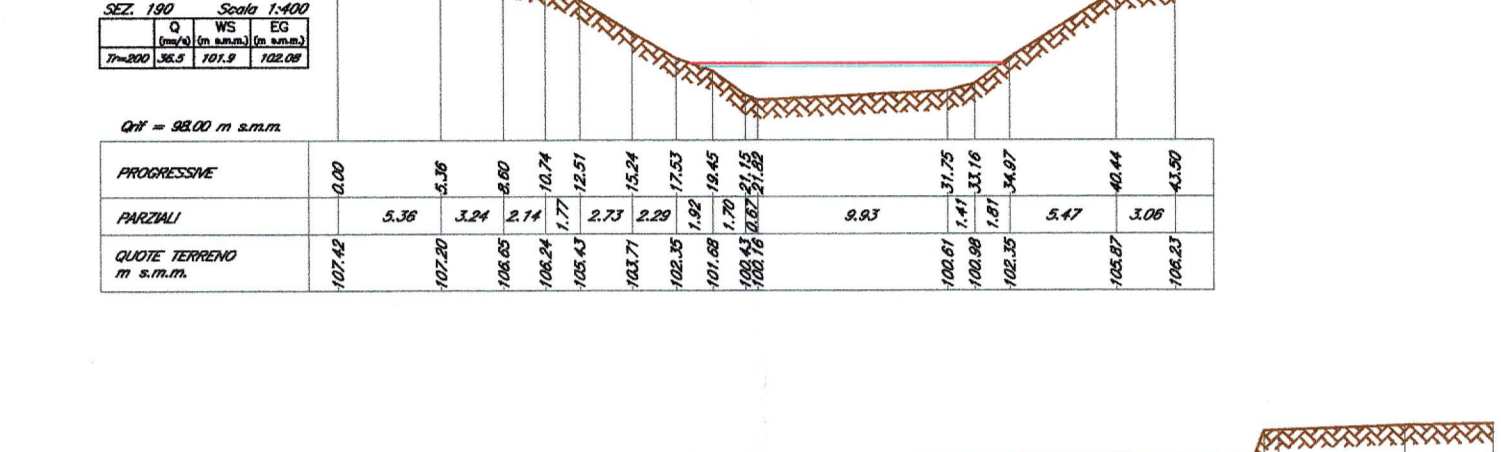 SEZ. 190 Scala 1:400
Q WS EG
(mc/s) (m s.m.m.) (m s.m.m.)
Tr=200 36.5 101.9 102.08
Qrif = 98.00 m s.m.m.
PROGRESSIVE 0.00 5.36 8.60 10.74 12.51 15.24 17.53 19.45 21.15 21.82 31.75 33.16 34.97 40.44 43.50
PARZIALI 5.36 3.24 2.14 1.77 2.73 2.29 1.92 1.70 0.67 9.93 1.41 1.81 5.47 3.06
QUOTE TERRENO 107.42 107.20 106.65 106.24 105.43 103.71 102.35 101.68 100.43 100.16 100.61 100.98 102.35 105.87 106.23
m s.m.m.